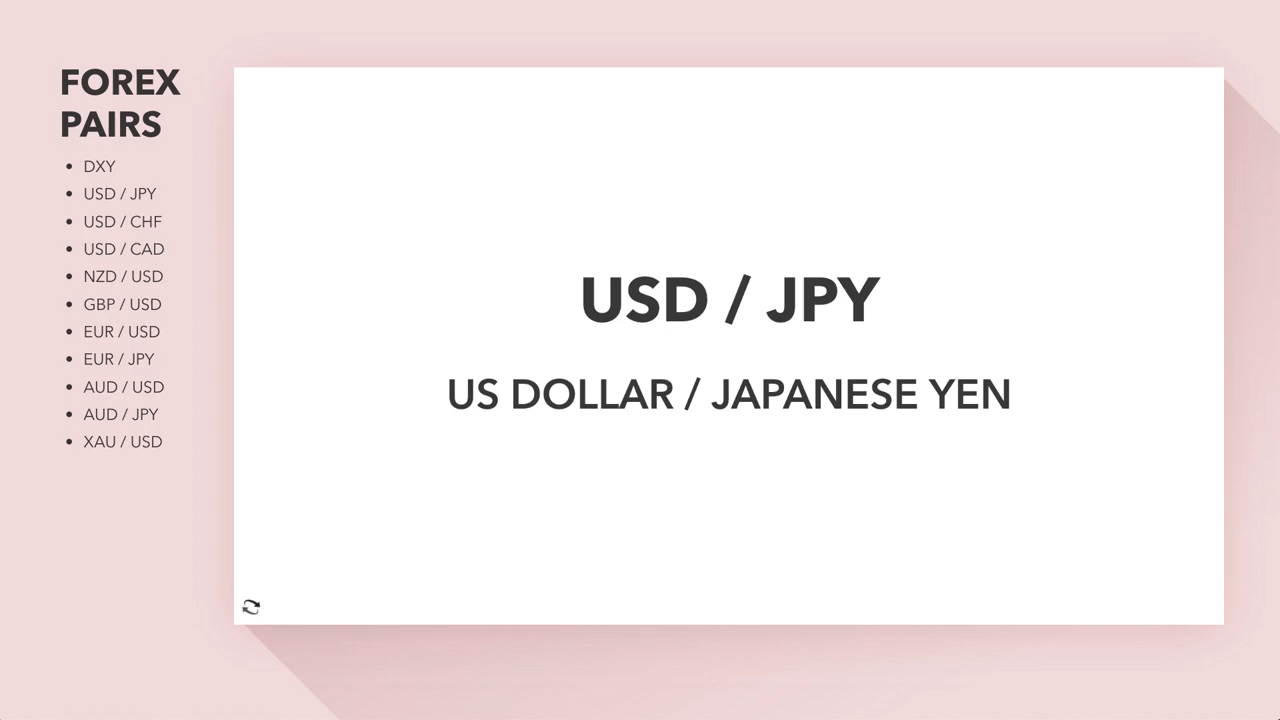 FOREX
PAIRS
• DXY
• USD / JPY
• USD / CHF
• USD / CAD
• NZD / USD
• GBP / USD
• EUR / USD
• EUR / JPY
• AUD / USD
• AUD / JPY
• XAU / USD
USD / JPY
US DOLLAR / JAPANESE YEN